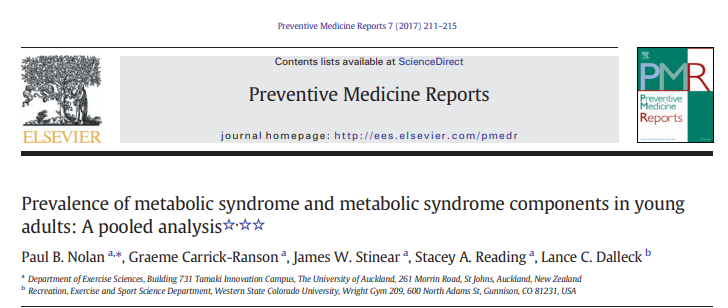 Preventive Medicine Reports 7 (2017) 211–215
Contents lists available at ScienceDirect
Preventive Medicine Reports
journal homepage: http://ees.elsevier.com/pmedr
ELSEVIER
PMR
Preventive
Medicine
Reports
Prevalence of metabolic syndrome and metabolic syndrome components in young
adults: A pooled analysis☆,☆☆
Paul B. Nolan a,*, Graeme Carrick-Ranson a, James W. Stinear a, Stacey A. Reading a, Lance C. Dalleck b
a Department of Exercise Sciences, Building 731 Tamaki Innovation Campus, The University of Auckland, 261 Morrin Road, St Johns, Auckland, New Zealand
b Recreation, Exercise and Sport Science Department, Western State Colorado University, Wright Gym 209, 600 North Adams St, Gunnison, CO 81231, USA